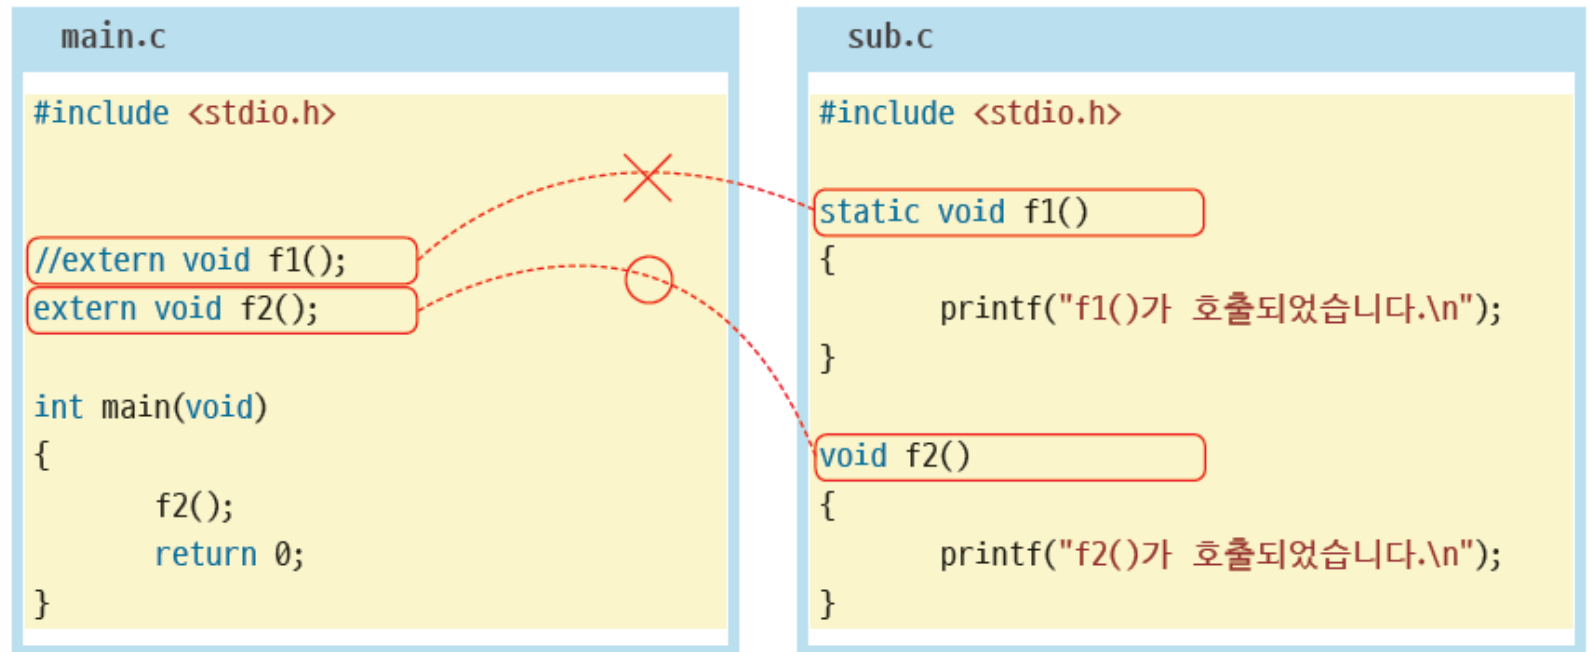 main.c
#include <stdio.h>
//extern void f1();
extern void f2();
int main(void)
{
f2();
return 0;
}
sub.c
#include <stdio.h>
static void f1()
{
printf("f1()가 호출되었습니다.\n");
}
void f2()
{
printf("f2()가 호출되었습니다.\n");
}